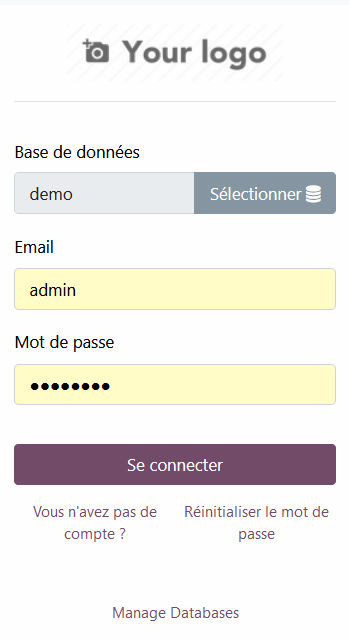 Your logo
Base de données
demo
Sélectionner
Email
admin
Mot de passe
●●●●●●●●
Se connecter
Vous n'avez pas de
compte ?
Réinitialiser le mot de
passe
Manage Databases